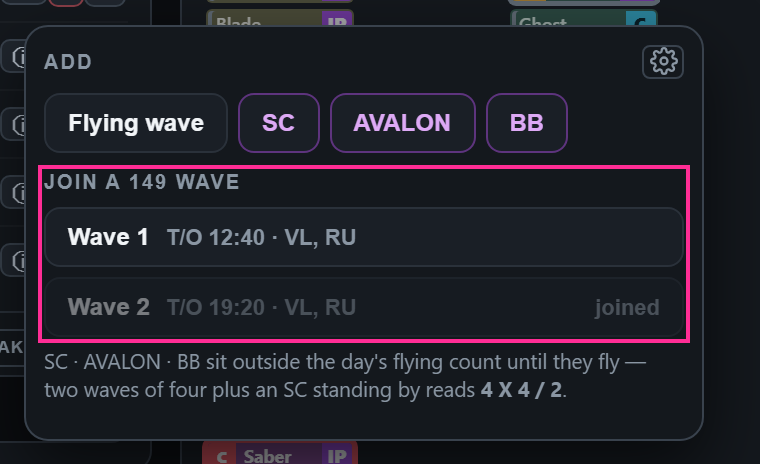 Blade IP
Ghost C
ADD
Flying wave SC AVALON BB
JOIN A 149 WAVE
Wave 1 T/O 12:40 · VL, RU
Wave 2 T/O 19:20 · VL, RU joined
AK
SC · AVALON · BB sit outside the day's flying count until they fly —
two waves of four plus an SC standing by reads 4 X 4 / 2.
C Saber IP